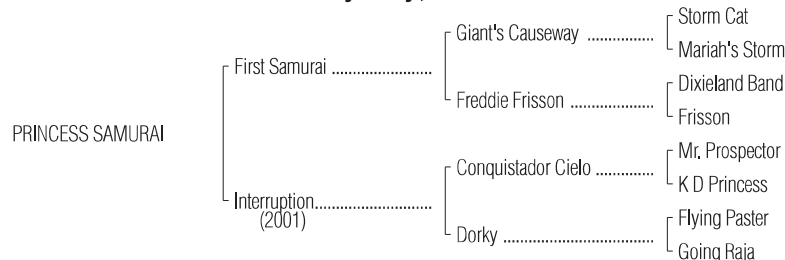 Storm Cat
Giant's Causeway ................
Mariah's Storm
First Samurai ........................
Dixieland Band
Freddie Frisson ...................
Frisson
PRINCESS SAMURAI
Mr. Prospector
Conquistador Cielo ..............
K D Princess
Interruption............................
(2001)
Flying Paster
Dorky ...................................
Going Raja